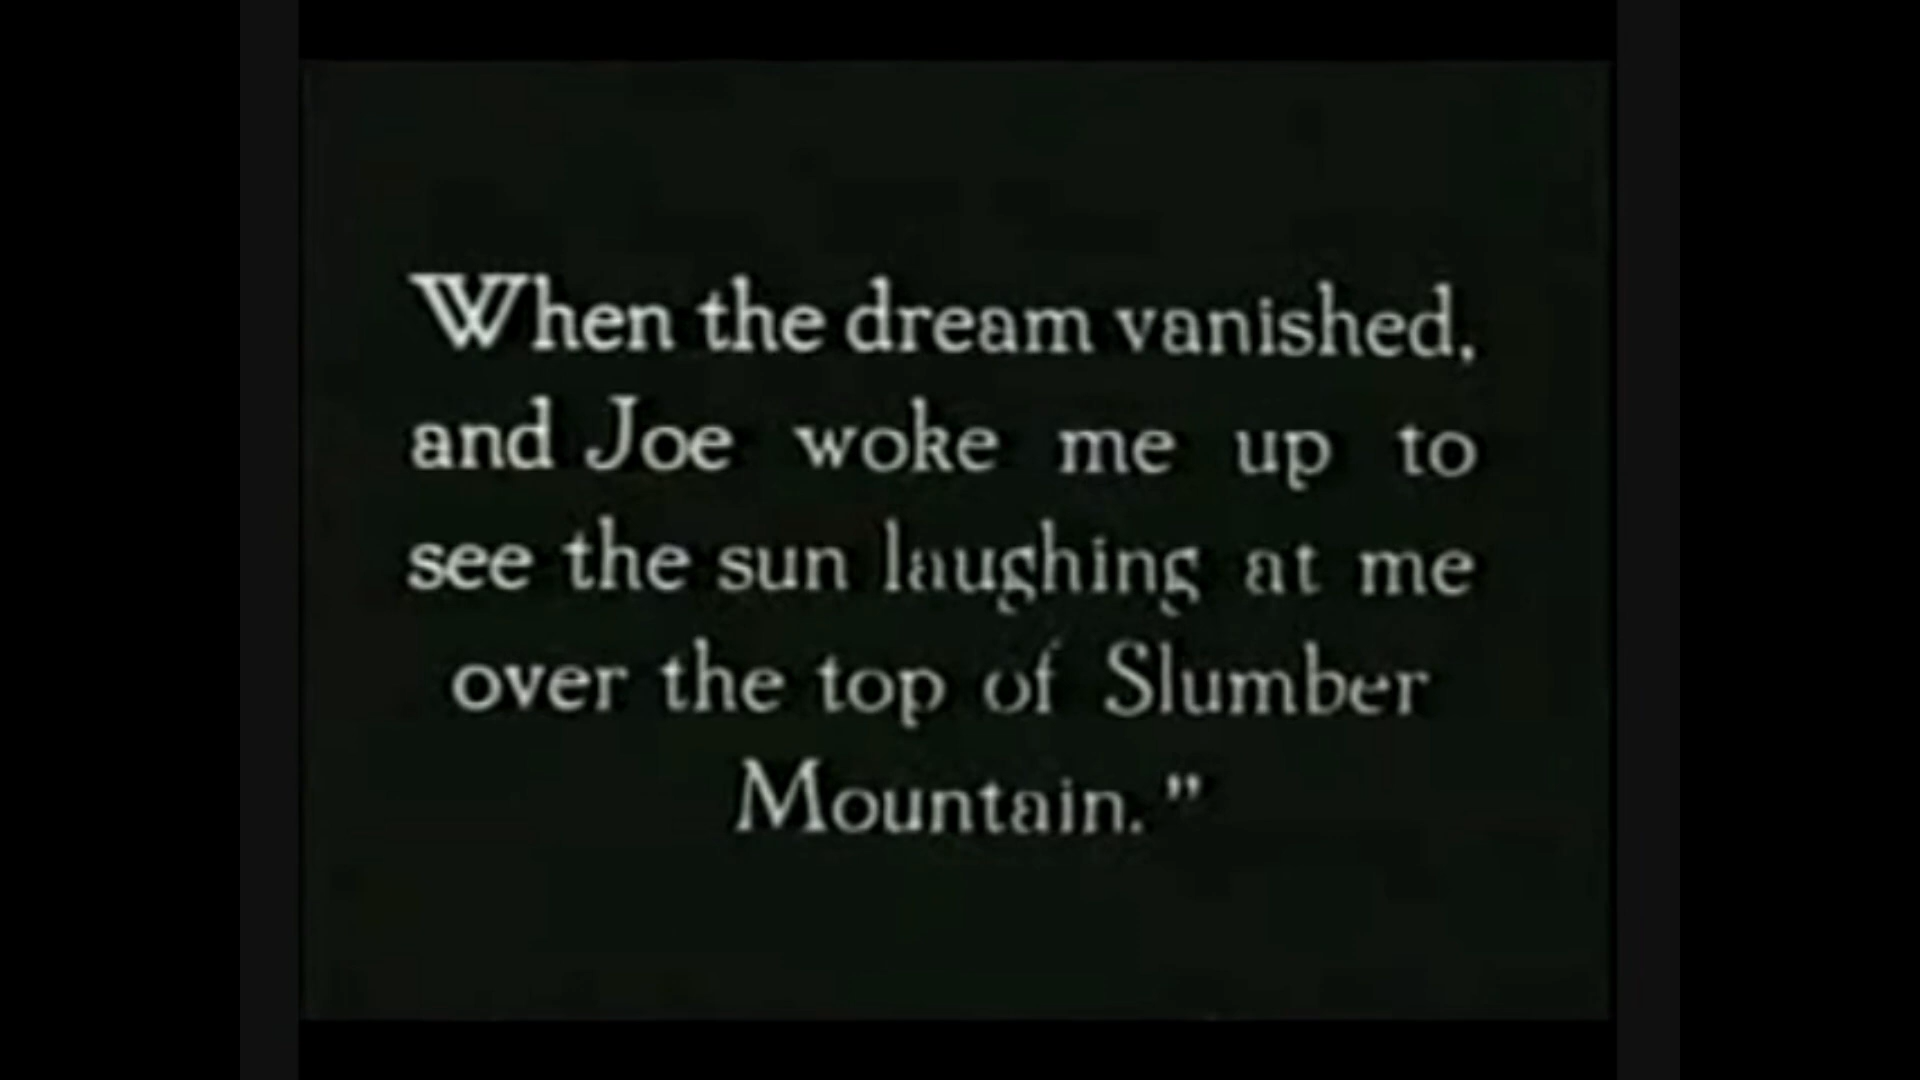 When the dream vanished,
and Joe woke me up to
see the sun laughing at me
over the top of Slumber
Mountain."